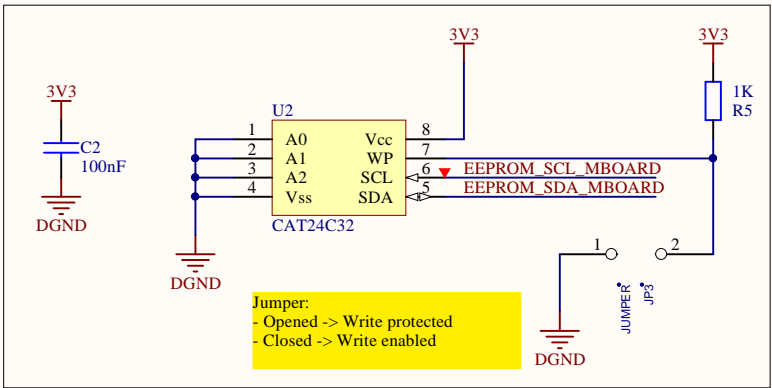 3V3
3V3
3V3
C2
100nF
DGND
U2
1
A0
Vcc
8
2
A1
WP
7
3
A2
SCL
6
EEPROM_SCL_MBOARD
4
Vss
SDA
5
EEPROM_SDA_MBOARD
CAT24C32
DGND
1K
R5
1
2
JUMPER
JP3
DGND
Jumper:
- Opened -> Write protected
- Closed -> Write enabled